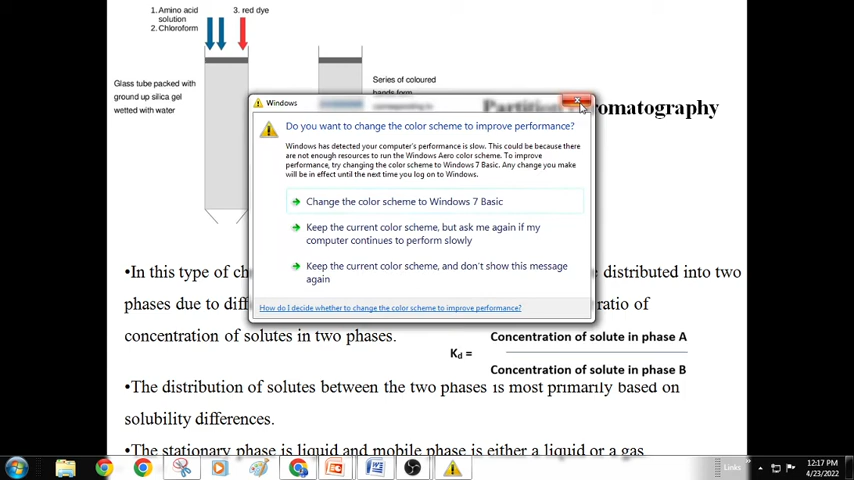 1. Amino acid
solution
2. Chloroform
3. red dye
Glass tube packed with
ground up silica gel
wetted with water
Series of coloured
bands form
Partition chromatography
Windows
Do you want to change the color scheme to improve performance?
Windows has detected your computer's performance is slow. This could be because
there are not enough resources to run the Windows Aero color scheme. To improve
performance, try changing the color scheme to Windows 7 Basic. Any change you make
will be in effect until the next time you log on to Windows.
Change the color scheme to Windows 7 Basic
Keep the current color scheme, but ask me again if my
computer continues to perform slowly
Keep the current color scheme, and don't show this message
again
How do I decide whether to change the color scheme to improve performance?
•In this type of distributed into two
phases due to ratio of
concentration of solutes in two phases.
Kd =
Concentration of solute in phase A
Concentration of solute in phase B
•The distribution of solutes between the two phases is most primarily based on
solubility differences.
•The stationary phase is liquid and mobile phase is either a liquid or a gas
Links
12:17 PM
4/23/2022